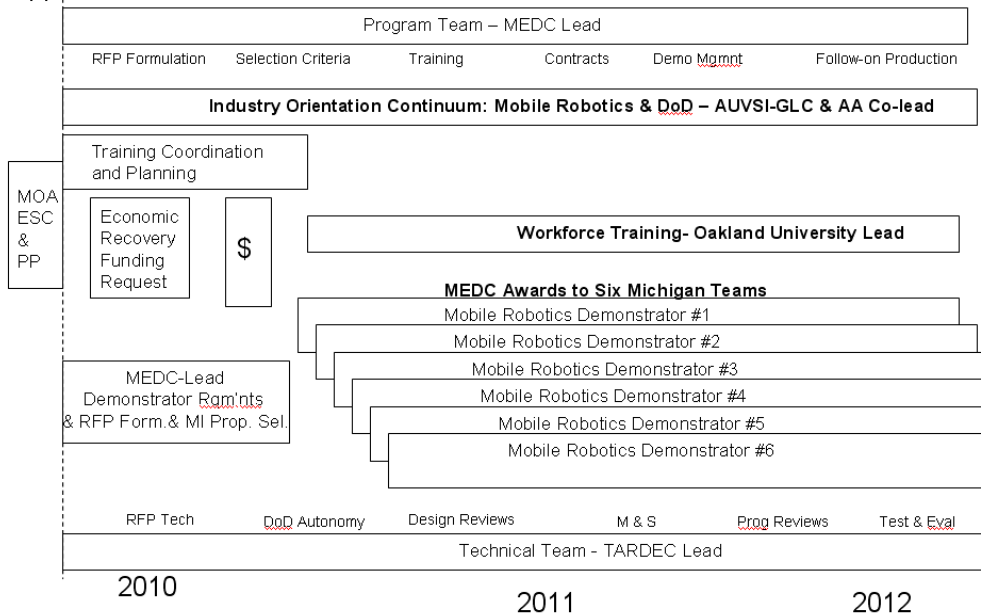 Program Team – MEDC Lead
RFP Formulation Selection Criteria Training Contracts Demo Mgmnt Follow-on Production
Industry Orientation Continuum: Mobile Robotics & DoD – AUVSI-GLC & AA Co-lead
Training Coordination
and Planning
MOA
ESC
&
PP
Economic
Recovery
Funding
Request
$
Workforce Training- Oakland University Lead
MEDC Awards to Six Michigan Teams
Mobile Robotics Demonstrator #1
Mobile Robotics Demonstrator #2
Mobile Robotics Demonstrator #3
Mobile Robotics Demonstrator #4
Mobile Robotics Demonstrator #5
Mobile Robotics Demonstrator #6
MEDC-Lead
Demonstrator Rqm'nts
& RFP Form.& MI Prop. Sel.
RFP Tech DoD Autonomy Design Reviews M & S Prog Reviews Test & Eval
Technical Team - TARDEC Lead
2010
2011
2012